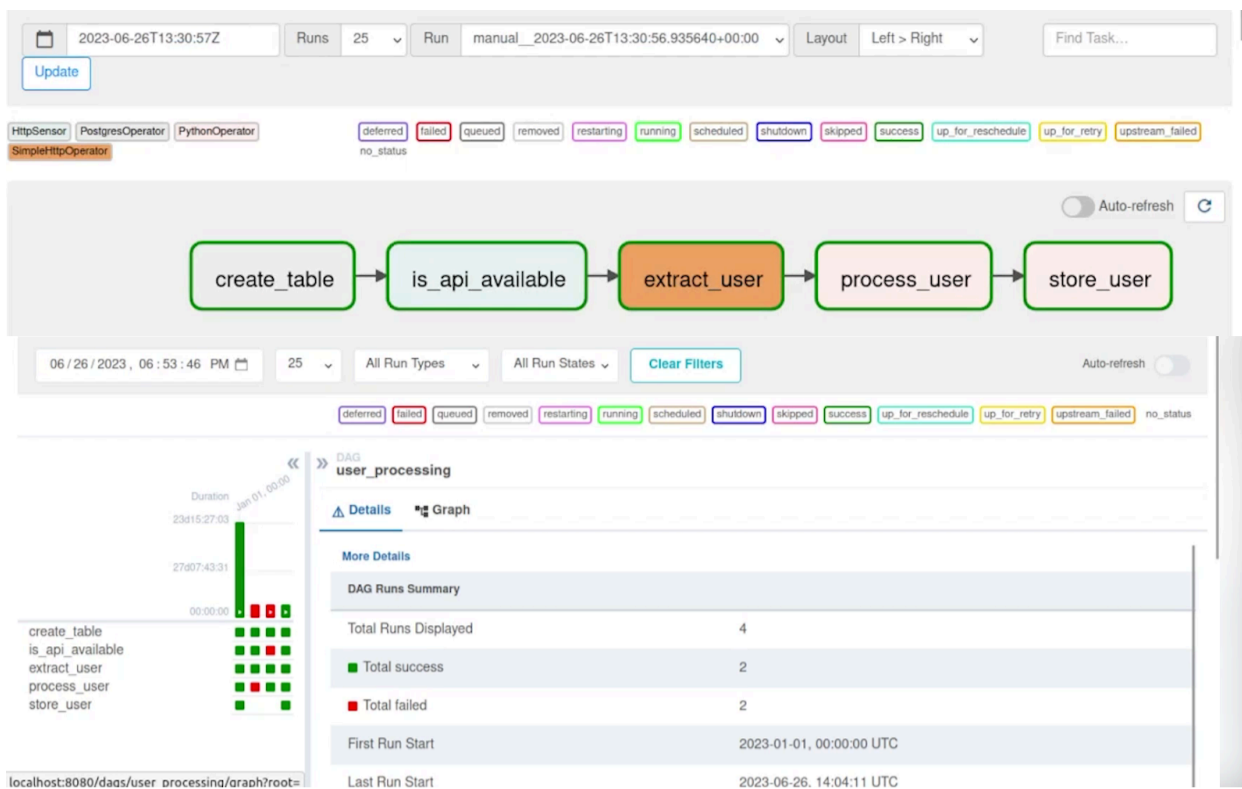 2023-06-26T13:30:57Z Runs 25 Run manual__2023-06-26T13:30:56.935640+00:00 Layout Left > Right Find Task...
Update
HttpSensor PostgresOperator PythonOperator deferred failed queued removed restarting running scheduled shutdown skipped success up_for_reschedule up_for_retry upstream_failed
SimpleHttpOperator no_status
Auto-refresh
create_table is_api_available extract_user process_user store_user
06/26/2023, 06:53:46 PM 25 All Run Types All Run States Clear Filters Auto-refresh
deferred failed queued removed restarting running scheduled shutdown skipped success up_for_reschedule up_for_retry upstream_failed no_status
« » DAG
user_processing
Duration Jan 01, 00:00
Details Graph
23d15:27:03
More Details
27d07:43:31
DAG Runs Summary
00:00:00
Total Runs Displayed 4
create_table
is_api_available
extract_user
process_user
store_user
Total success 2
Total failed 2
First Run Start 2023-01-01, 00:00:00 UTC
Last Run Start 2023-06-26, 14:04:11 UTC
localhost:8080/dags/user_processing/graph?root=